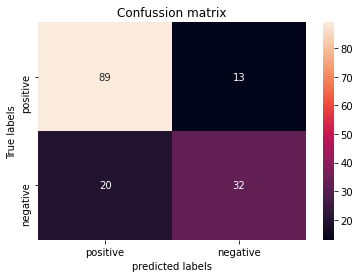 Confussion matrix
True labels
positive
negative
89
13
20
32
positive
negative
predicted labels
80
70
60
50
40
30
20